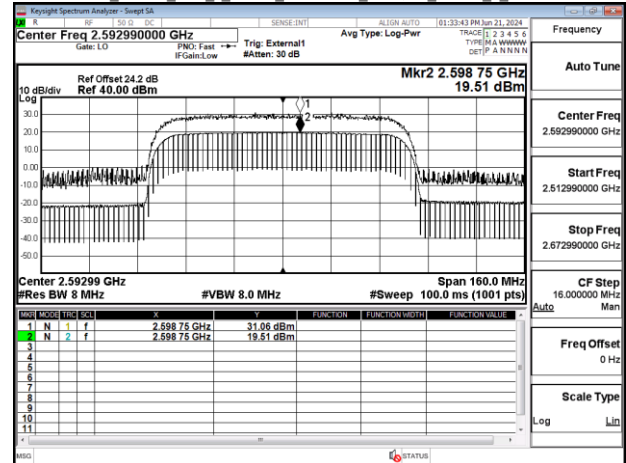 Keysight Spectrum Analyzer - Swept SA
R RF 50 Ω DC SENSE:INT ALIGN AUTO 01:33:43 PM Jun 21, 2024
Center Freq 2.592990000 GHz
Gate: LO
PNO: Fast
IFGain:Low
Trig: External1
#Atten: 30 dB
Avg Type: Log-Pwr
TRACE 1 2 3 4 5 6
TYPE M A W W W W
DET P A N N N N
Ref Offset 24.2 dB
10 dB/div Ref 40.00 dBm
Log
Mkr2 2.598 75 GHz
19.51 dBm
30.0
20.0
10.0
0.00
-10.0
-20.0
-30.0
-40.0
-50.0
1
2
Center 2.59299 GHz Span 160.0 MHz
#Res BW 8 MHz #VBW 8.0 MHz #Sweep 100.0 ms (1001 pts)
MKR MODE TRC SCL X Y FUNCTION FUNCTION WIDTH FUNCTION VALUE
1 N 1 f 2.598 75 GHz 31.06 dBm
2 N 2 f 2.598 75 GHz 19.51 dBm
3
4
5
6
7
8
9
10
11
MSG STATUS
Frequency
Auto Tune
Center Freq
2.592990000 GHz
Start Freq
2.512990000 GHz
Stop Freq
2.672990000 GHz
CF Step
16.000000 MHz
Auto Man
Freq Offset
0 Hz
Scale Type
Log Lin